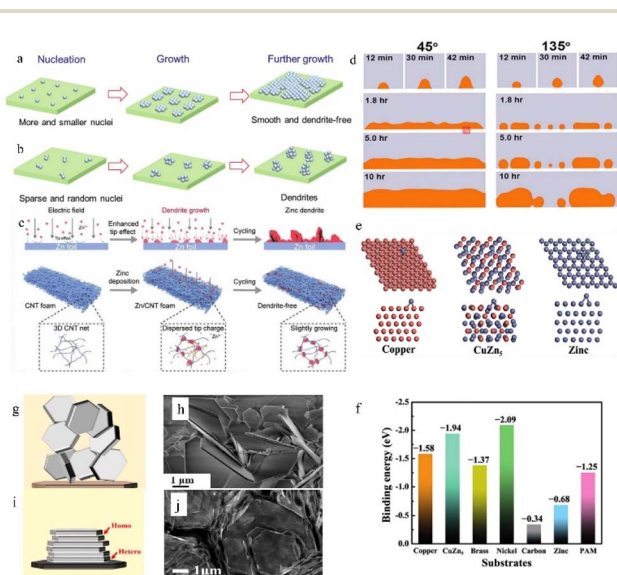 a
Nucleation
Growth
Further growth
More and smaller nuclei
Smooth and dendrite-free
b
Sparse and random nuclei
Dendrites
c
Electric field
Zn²⁺
Tip effect
Zn foil
Enhanced
tip effect
Dendrite growth
Zn foil
Cycling
Zinc dendrite
Zn foil
CNT foam
Zinc
deposition
Zn/CNT foam
Cycling
Dendrite-free
3D CNT net
Dispersed tip charge
Zn²⁺
Slightly growing
d
45°
135°
12 min
30 min
42 min
12 min
30 min
42 min
1.8 hr
1.8 hr
5.0 hr
5.0 hr
10 hr
10 hr
e
Copper
CuZn₅
Zinc
f
Binding energy (eV)
-2.5
-2.0
-1.5
-1.0
-0.5
0.0
−1.58
−1.94
−1.37
−2.09
−0.34
−0.68
−1.25
Copper
CuZn₅
Brass
Nickel
Carbon
Zinc
PAM
Substrates
g
h
1 μm
i
Homo
Hetero
j
1μm